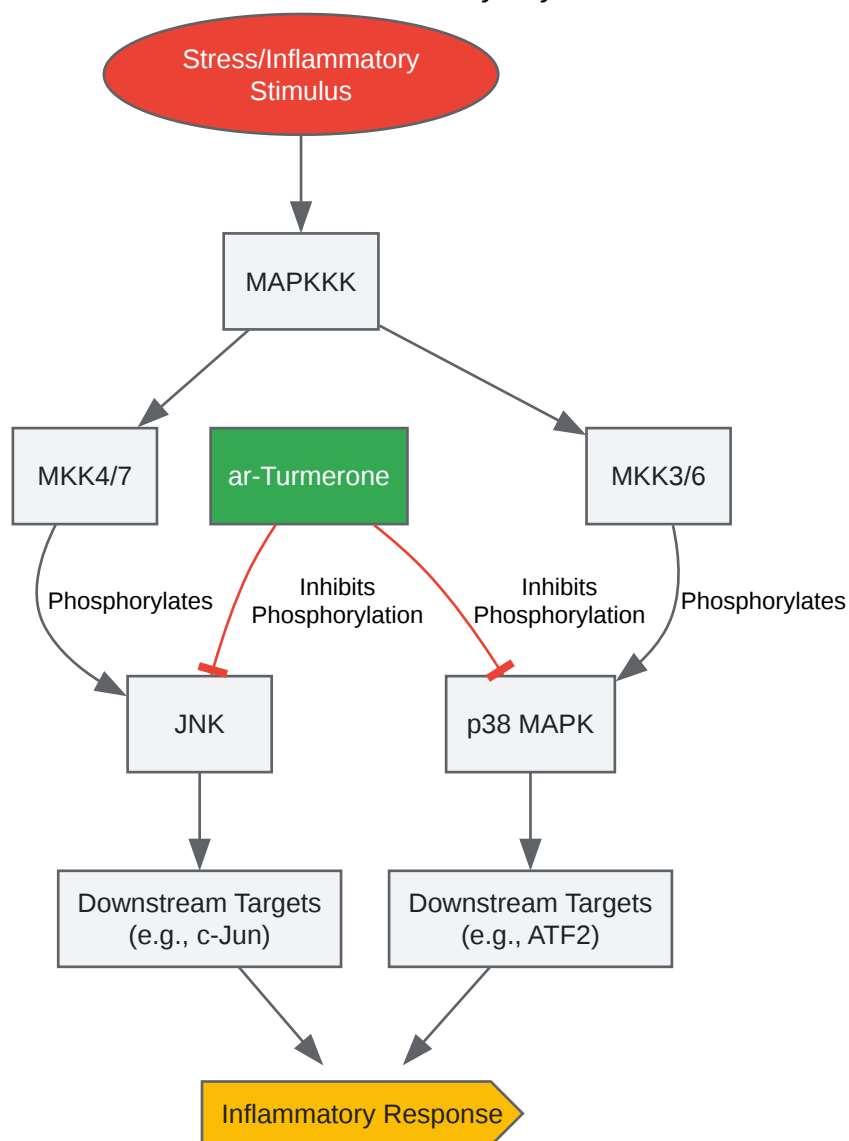 Stress/Inflammatory
Stimulus
MAPKKK
MKK4/7
ar-Turmerone
MKK3/6
Phosphorylates
Inhibits
Phosphorylation
Inhibits
Phosphorylation
Phosphorylates
JNK
p38 MAPK
Downstream Targets
(e.g., c-Jun)
Downstream Targets
(e.g., ATF2)
Inflammatory Response